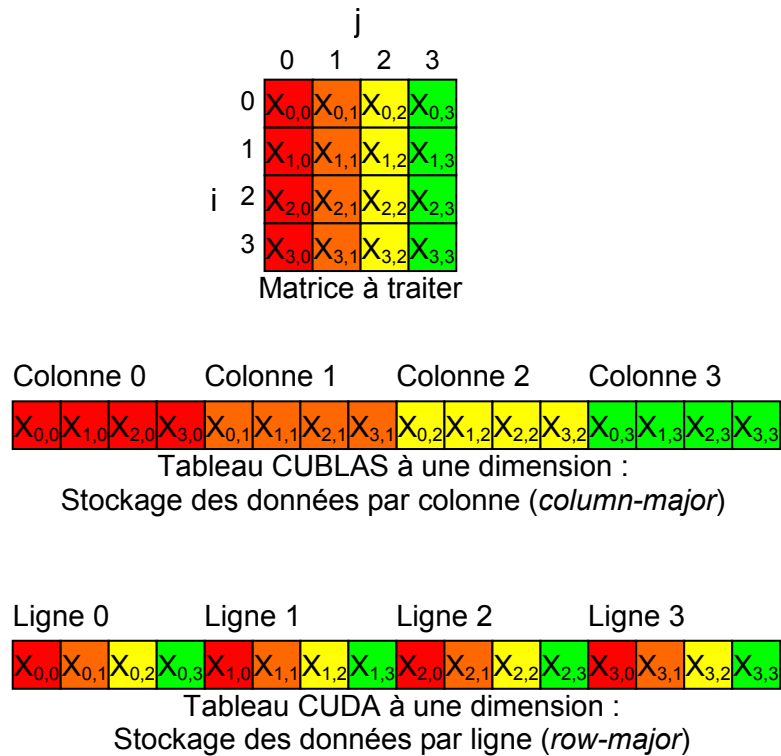 j
0 1 2 3
0 X0,0 X0,1 X0,2 X0,3
1 X1,0 X1,1 X1,2 X1,3
i 2 X2,0 X2,1 X2,2 X2,3
3 X3,0 X3,1 X3,2 X3,3
Matrice à traiter
Colonne 0 Colonne 1 Colonne 2 Colonne 3
X0,0 X1,0 X2,0 X3,0 X0,1 X1,1 X2,1 X3,1 X0,2 X1,2 X2,2 X3,2 X0,3 X1,3 X2,3 X3,3
Tableau CUBLAS à une dimension :
Stockage des données par colonne (column-major)
Ligne 0 Ligne 1 Ligne 2 Ligne 3
X0,0 X0,1 X0,2 X0,3 X1,0 X1,1 X1,2 X1,3 X2,0 X2,1 X2,2 X2,3 X3,0 X3,1 X3,2 X3,3
Tableau CUDA à une dimension :
Stockage des données par ligne (row-major)